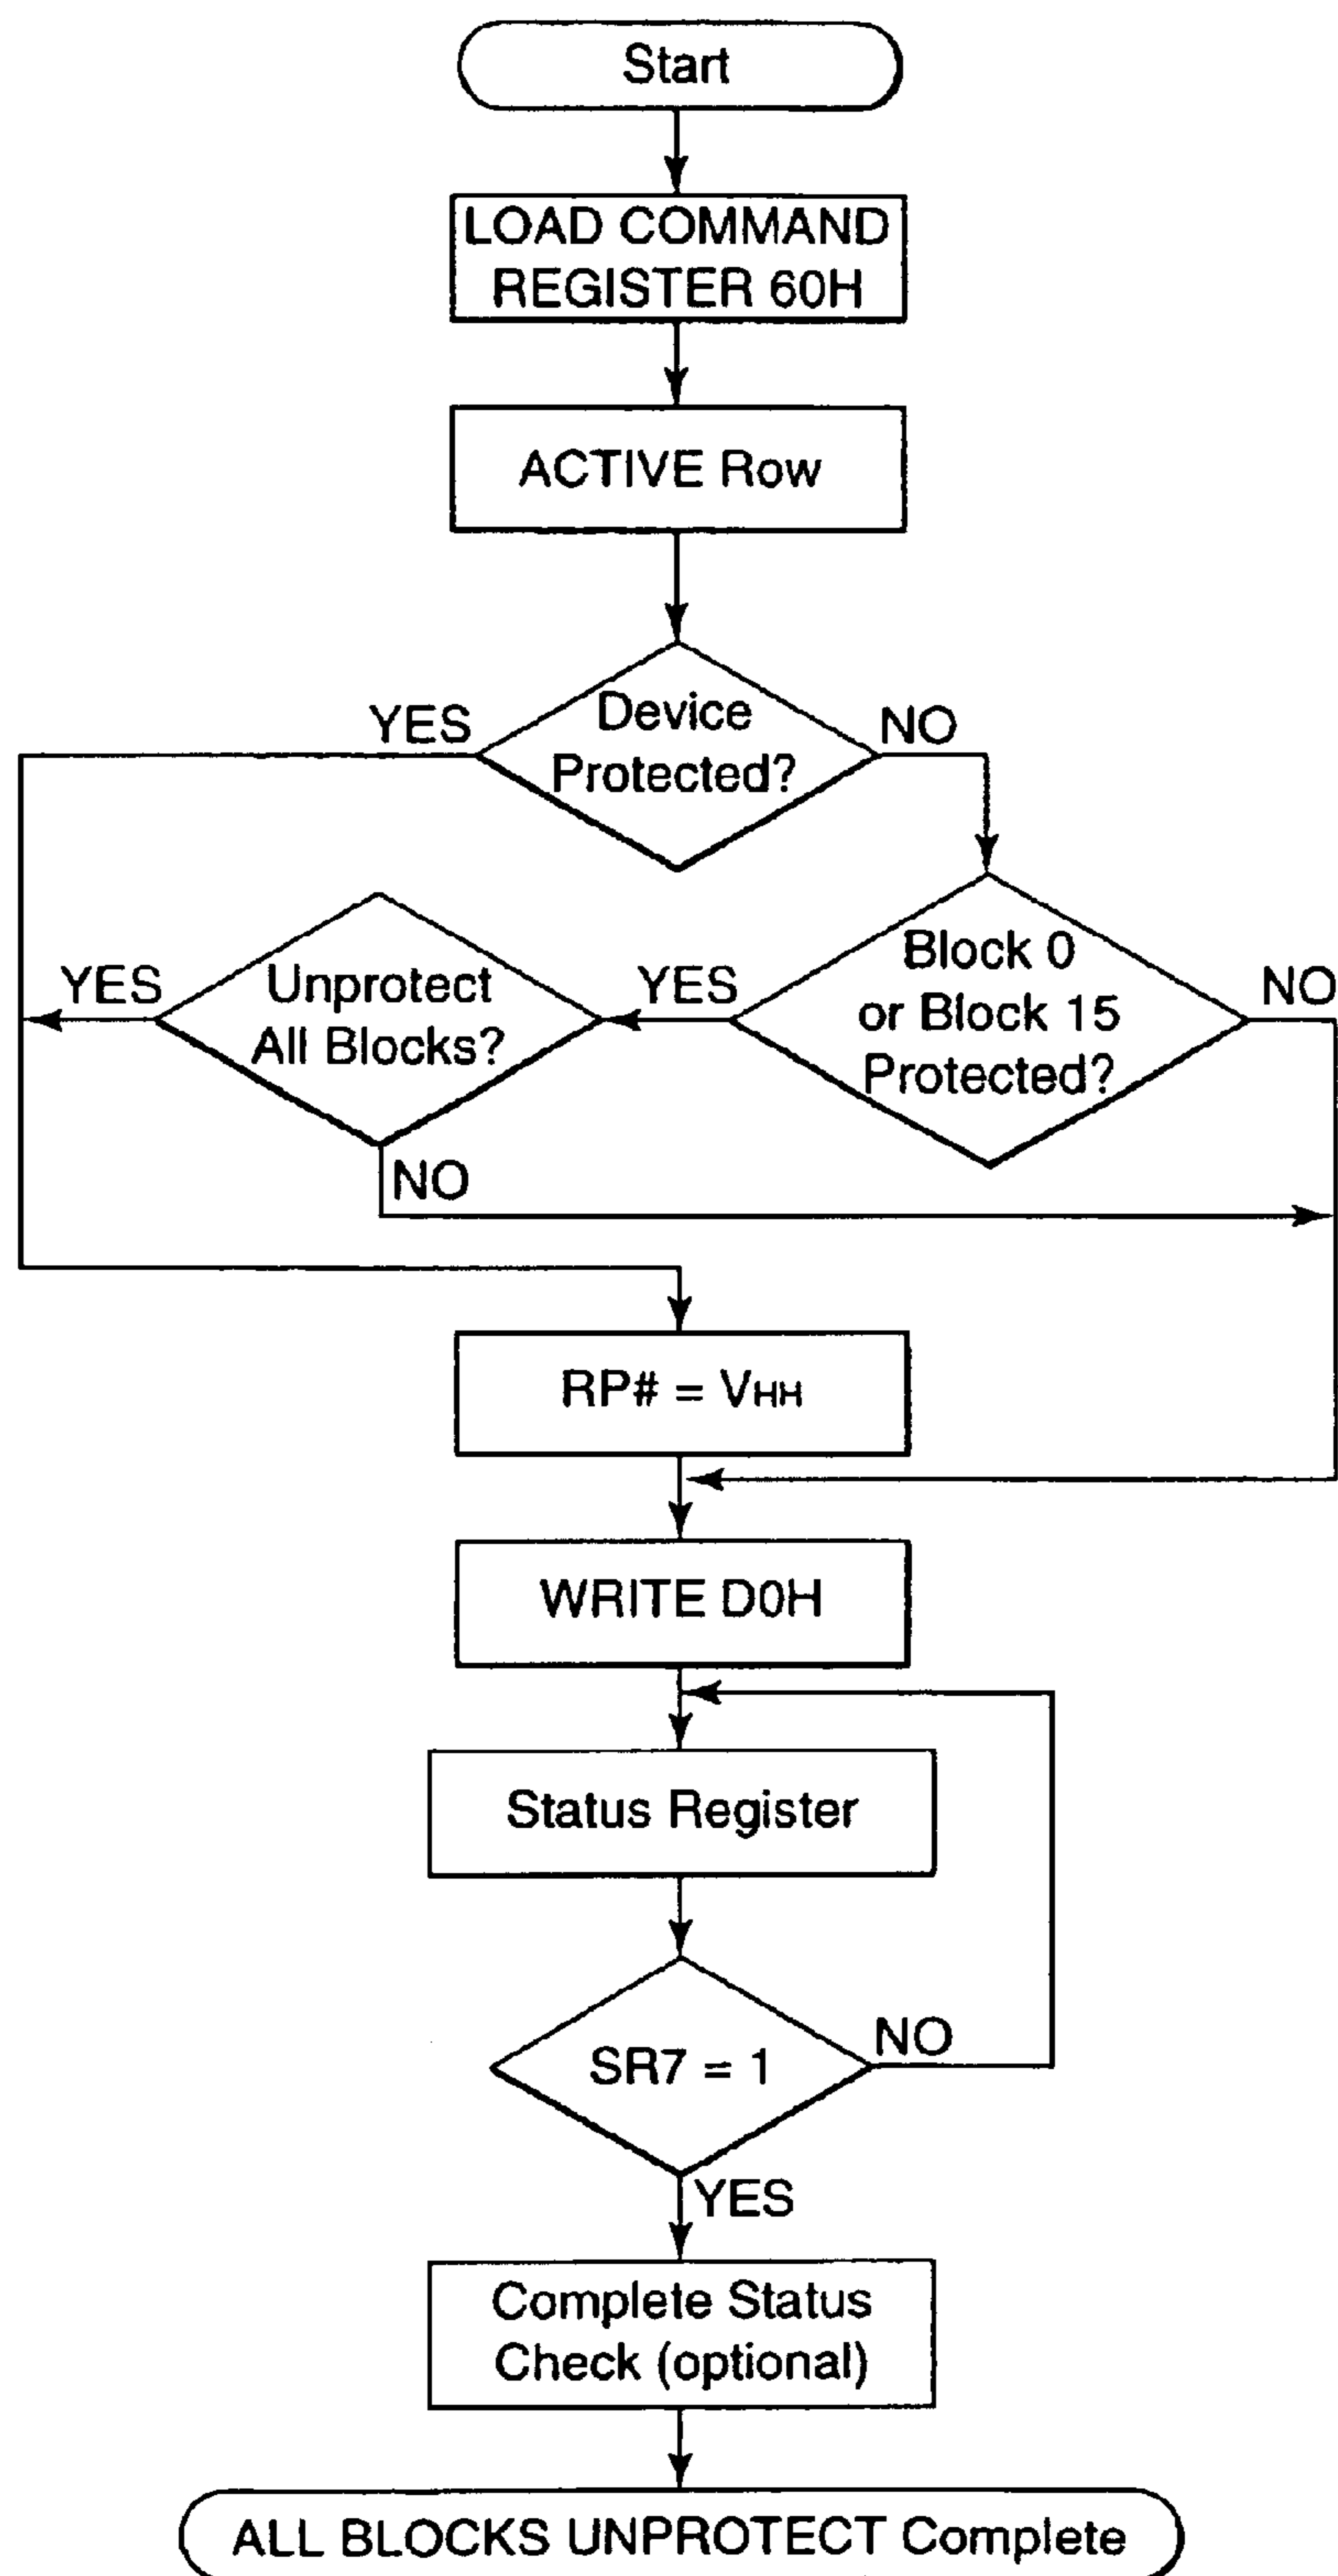 Start
LOAD COMMAND
REGISTER 60H
ACTIVE Row
YES
Device
Protected?
NO
YES
Unprotect
All Blocks?
YES
Block 0
or Block 15
Protected?
NO
NO
RP# = VHH
WRITE D0H
Status Register
SR7 = 1
NO
YES
Complete Status
Check (optional)
ALL BLOCKS UNPROTECT Complete